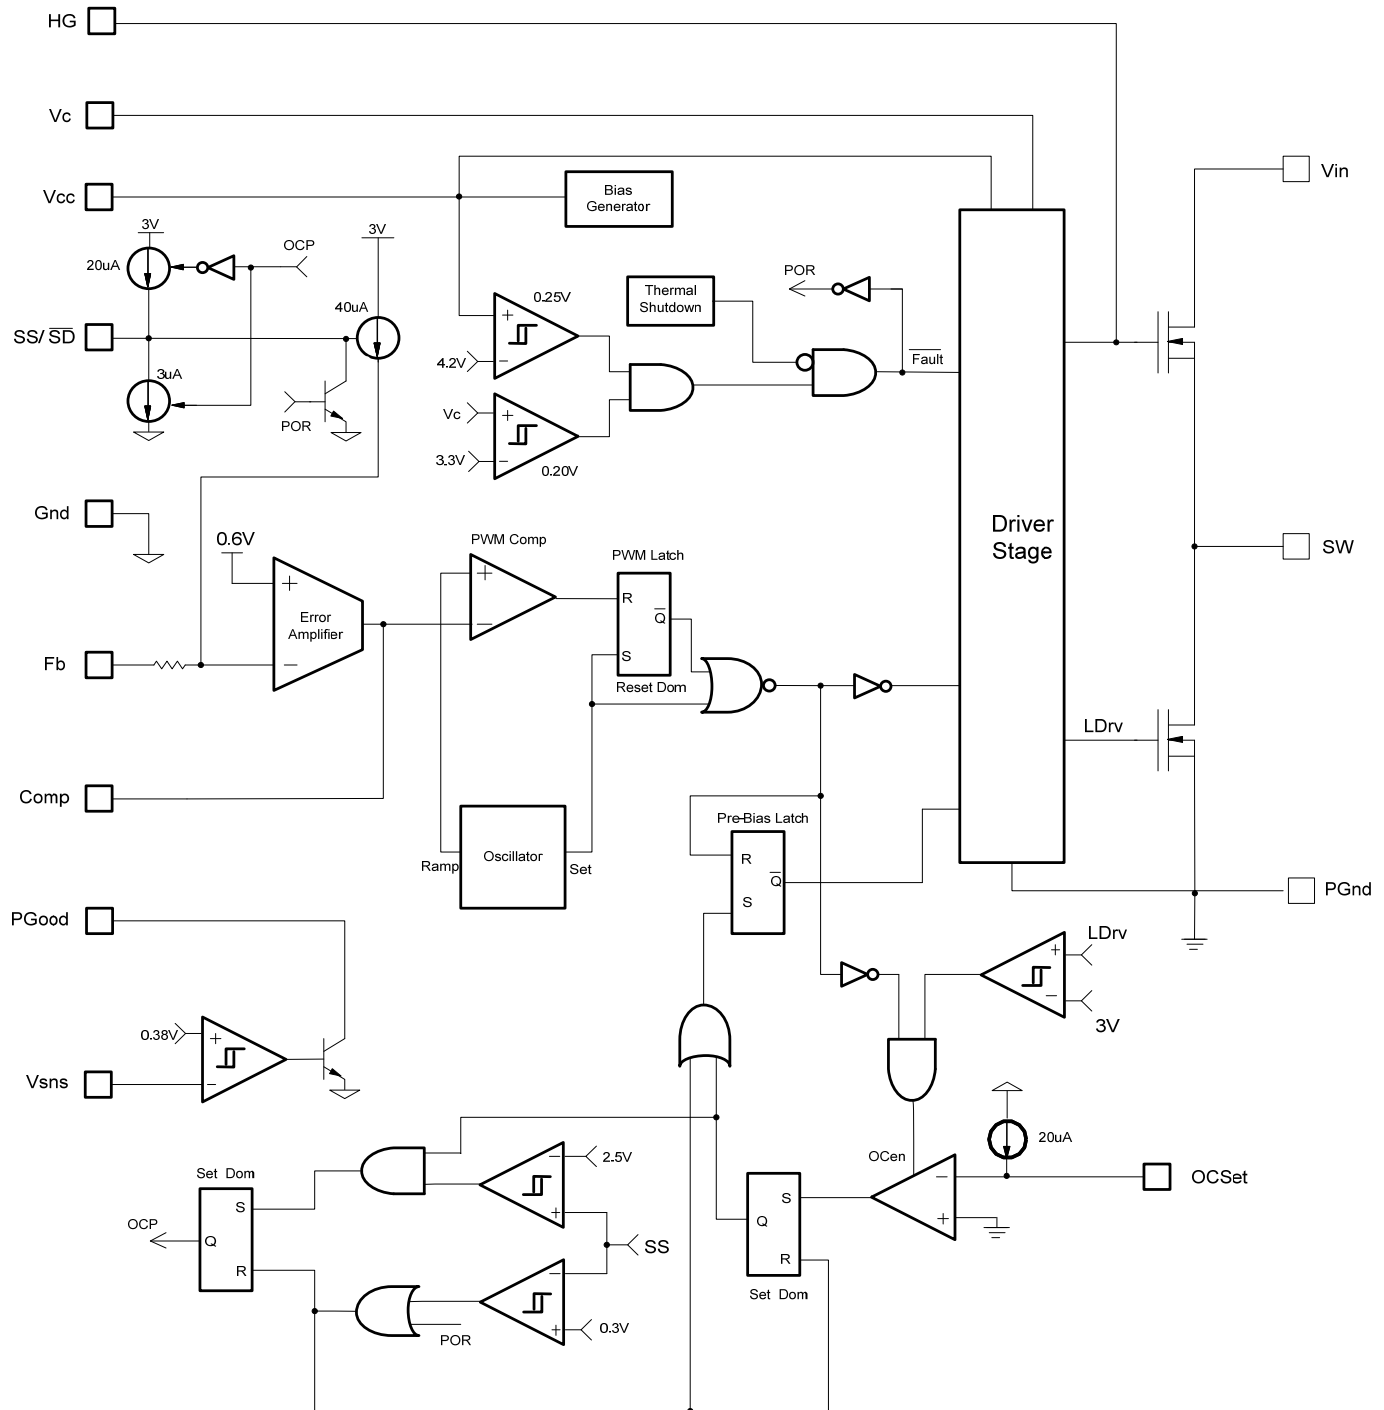 HG
Vc
Vin
Vcc
Bias
Generator
3V
3V
OCP
20uA
POR
Thermal
Shutdown
0.25V
40uA
SS/ SD
4.2V
Fault
3uA
Vc
POR
3.3V
0.20V
Gnd
Driver
Stage
0.6V
PWM Comp
SW
PWM Latch
+
+
R
Q
Error
Amplifier
−
S
Fb
−
Reset Dom
LDrv
Comp
Pre-Bias Latch
Oscillator
R
Ramp
Set
Q
S
PGnd
PGood
LDrv
+
−
3V
0.38V
+
Vsns
−
20uA
2.5V
−
OCen
Set Dom
−
OCSet
S
S
+
+
OCP
Q
Q
SS
R
R
−
Set Dom
+
0.3V
POR